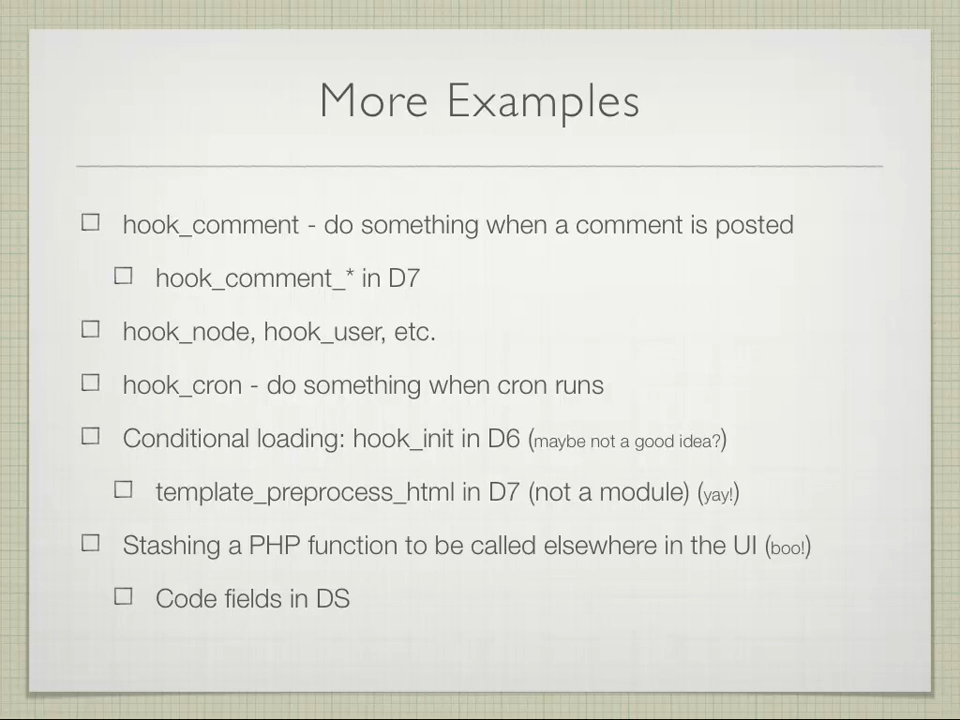 More Examples
hook_comment - do something when a comment is posted
hook_comment_* in D7
hook_node, hook_user, etc.
hook_cron - do something when cron runs
Conditional loading: hook_init in D6 (maybe not a good idea?)
template_preprocess_html in D7 (not a module) (yay!)
Stashing a PHP function to be called elsewhere in the UI (boo!)
Code fields in DS